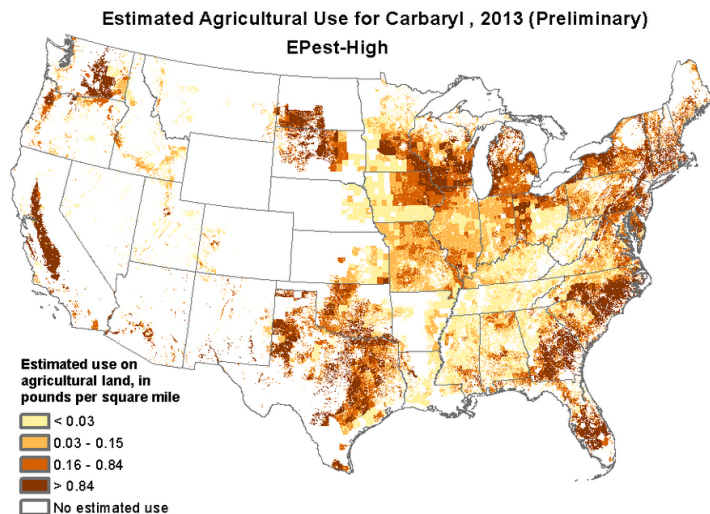 Estimated Agricultural Use for Carbaryl , 2013 (Preliminary)
EPest-High
Estimated use on
agricultural land, in
pounds per square mile
< 0.03
0.03 - 0.15
0.16 - 0.84
> 0.84
No estimated use